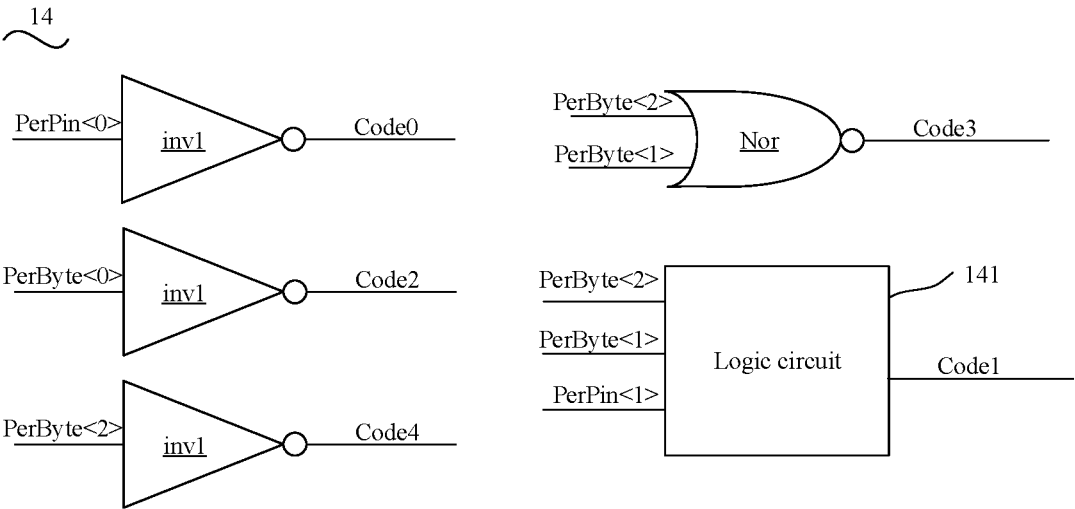 14
PerPin<0>
inv1
Code0
PerByte<2>
PerByte<1>
Nor
Code3
PerByte<0>
inv1
Code2
PerByte<2>
PerByte<1>
PerPin<1>
Logic circuit
141
Code1
PerByte<2>
inv1
Code4